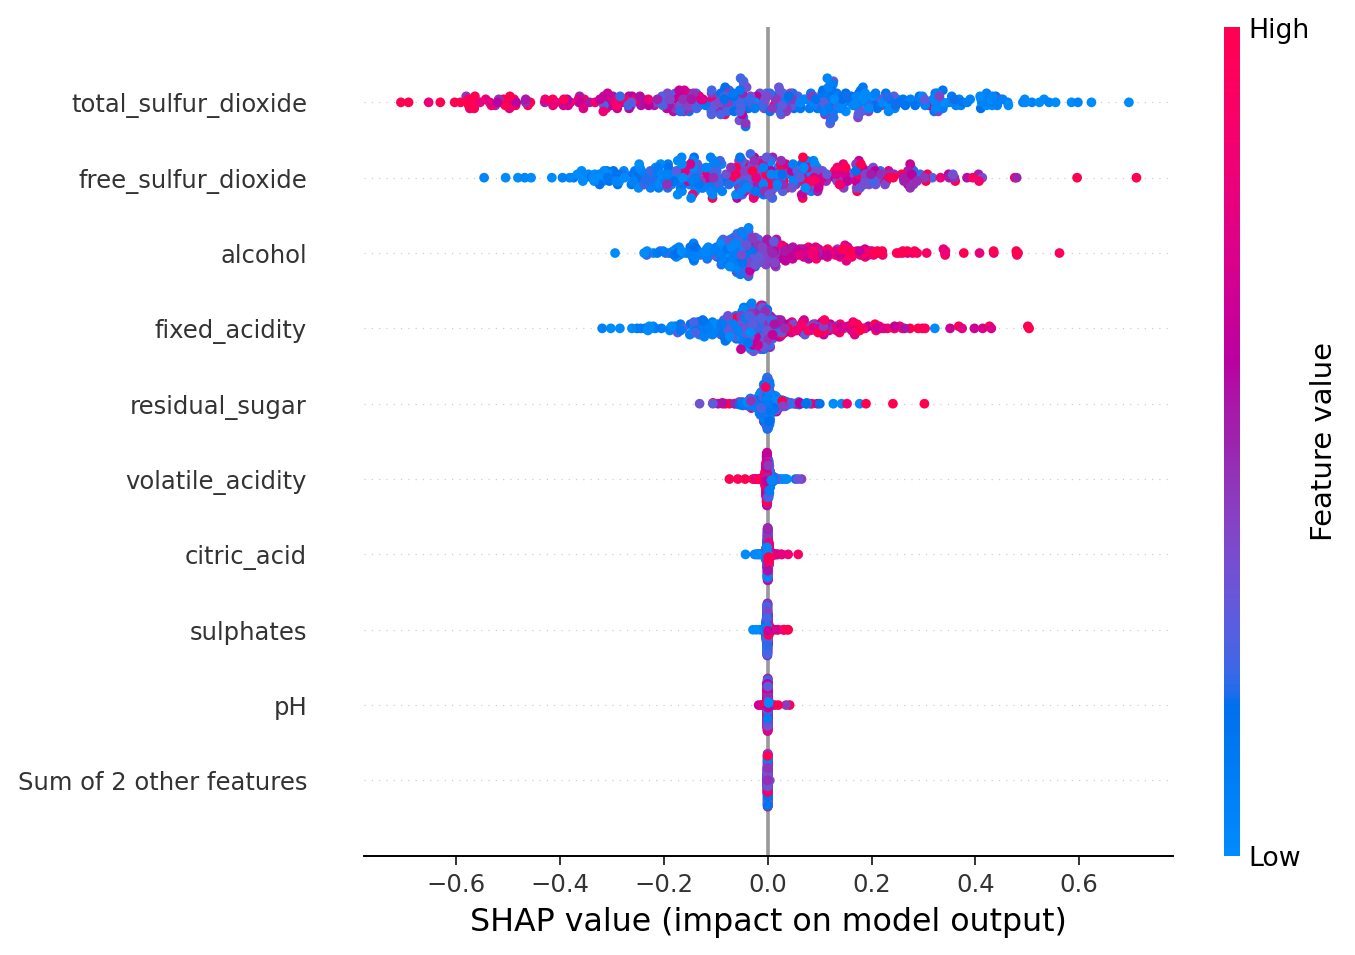 High
total_sulfur_dioxide
free_sulfur_dioxide
alcohol
fixed_acidity
residual_sugar
volatile_acidity
citric_acid
sulphates
pH
Sum of 2 other features
Feature value
Low
−0.6 −0.4 −0.2 0.0 0.2 0.4 0.6
SHAP value (impact on model output)